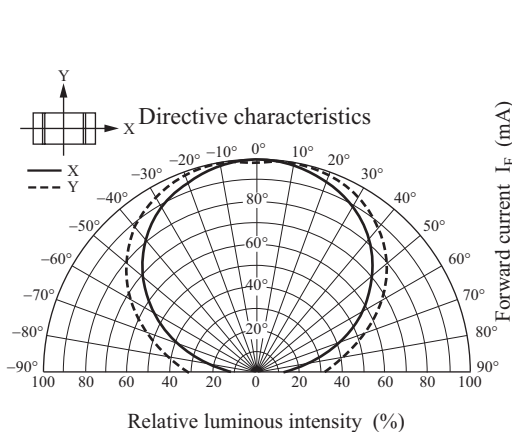 Y
X
Directive characteristics
X
Y
−90°
−80°
−70°
−60°
−50°
−40°
−30°
−20°
−10°
0°
10°
20°
30°
40°
50°
60°
70°
80°
90°
80%
60%
40%
20%
100 80 60 40 20 0 20 40 60 80 100
Relative luminous intensity (%)
Forward current IF (mA)